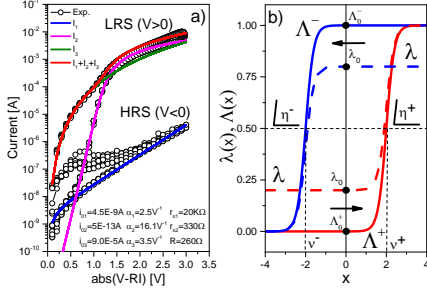 a)
Exp.
I₁
I₂
I₃
I₁+I₂+I₃
LRS (V>0)
HRS (V<0)
i₀₁=4.5E-9A α₁=2.5V⁻¹ rₛ₁=20KΩ
i₀₂=5E-13A α₂=16.1V⁻¹ rₛ₂=330Ω
i₀₃=9.0E-5A α₃=3.5V⁻¹ R=260Ω
Current [A]
10⁻¹
10⁻²
10⁻³
10⁻⁴
10⁻⁵
10⁻⁶
10⁻⁷
10⁻⁸
10⁻⁹
10⁻¹⁰
0.0 0.5 1.0 1.5 2.0 2.5 3.0 3.5
abs(V-RI) [V]
b)
Λ⁻
Λ₀⁻
λ₀
λ
η⁻
η⁺
λ
λ₀
Λ₀⁺
Λ⁺
ν⁻
ν⁺
λ(x), Λ(x)
1.00
0.75
0.50
0.25
0.00
-4 -2 0 2 4
x